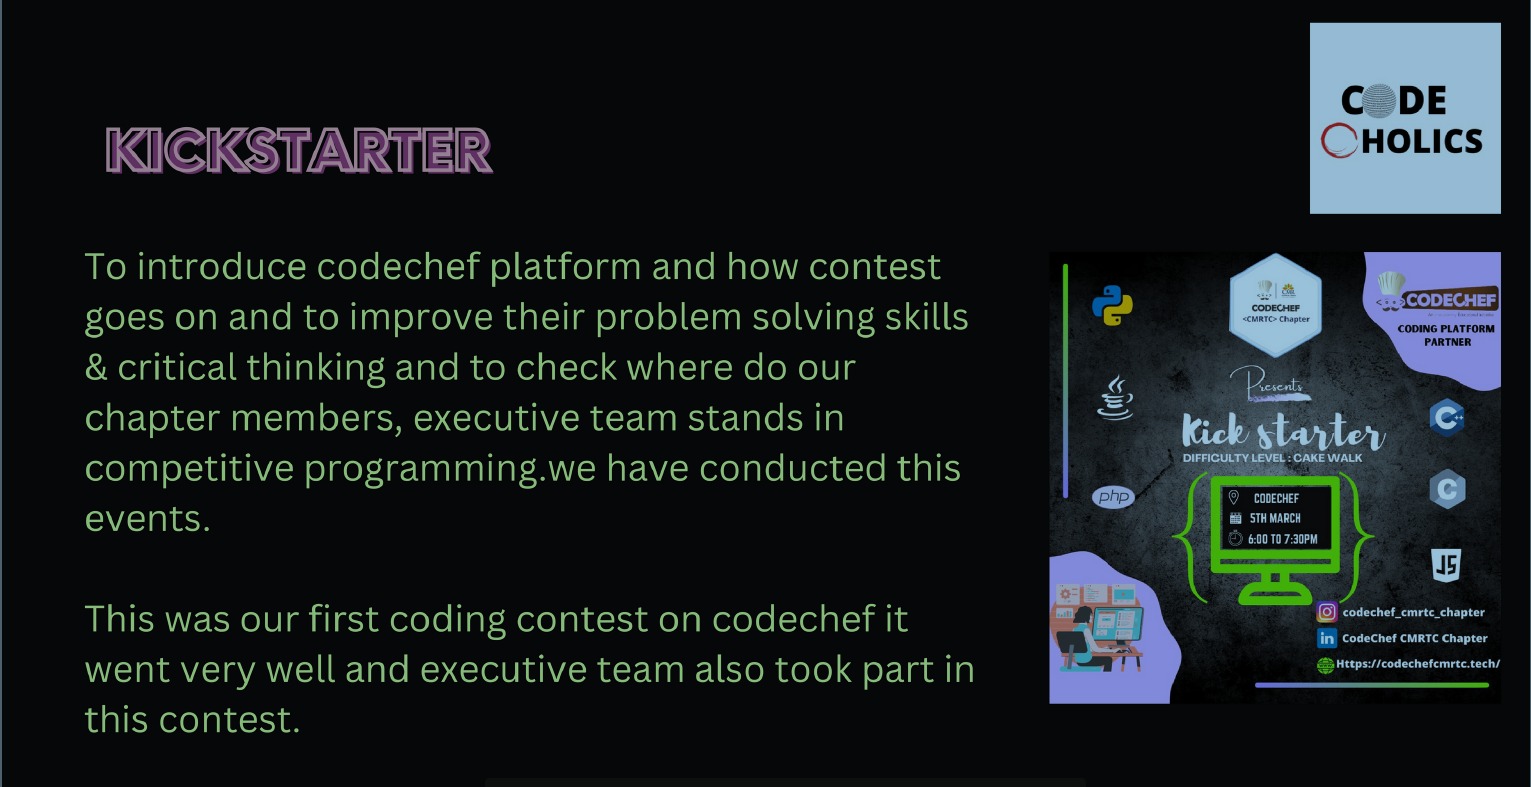 CODE
CHOLICS
KICKSTARTER
To introduce codechef platform and how contest
goes on and to improve their problem solving skills
& critical thinking and to check where do our
chapter members, executive team stands in
competitive programming.we have conducted this
events.
This was our first coding contest on codechef it
went very well and executive team also took part in
this contest.
CODECHEF
<CMRTC> Chapter
CODECHEF
CODING PLATFORM
PARTNER
Presents
Kick starter
DIFFICULTY LEVEL : CAKE WALK
php
C++
C
JS
CODECHEF
5TH MARCH
6:00 TO 7:30PM
codechef_cmrtc_chapter
in CodeChef CMRTC Chapter
Https://codechefcmrtc.tech/